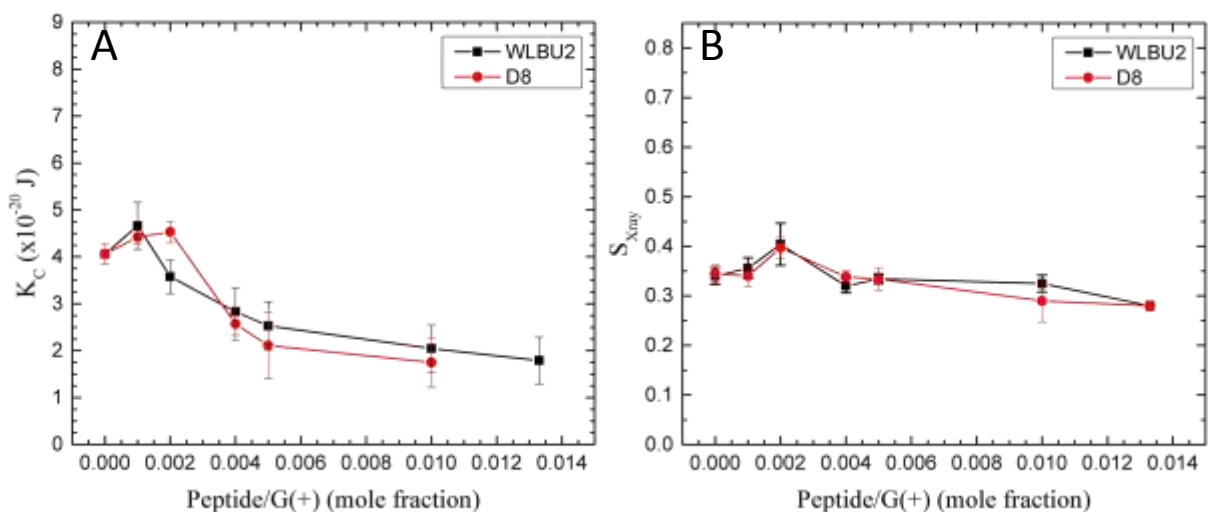 A
WLBU2
D8
9
8
7
6
5
4
3
2
1
0
K_C (x10^-20 J)
0.000 0.002 0.004 0.006 0.008 0.010 0.012 0.014
Peptide/G(+) (mole fraction)
B
WLBU2
D8
0.8
0.7
0.6
0.5
0.4
0.3
0.2
0.1
0.0
S_Xray
0.000 0.002 0.004 0.006 0.008 0.010 0.012 0.014
Peptide/G(+) (mole fraction)